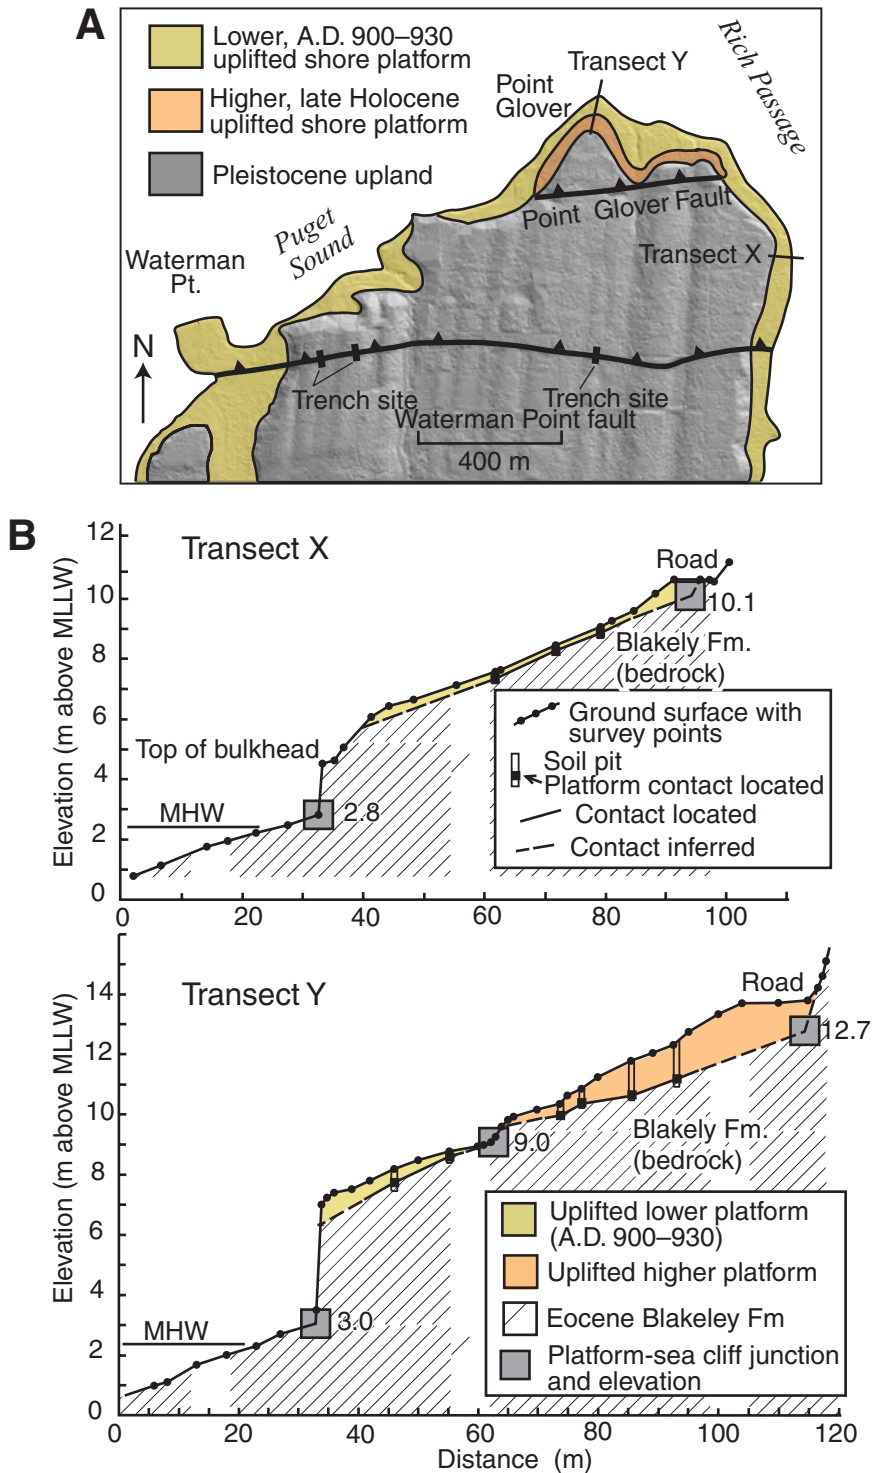 A
Lower, A.D. 900–930
uplifted shore platform
Higher, late Holocene
uplifted shore platform
Pleistocene upland
Transect Y
Point
Glover
Rich Passage
Point Glover Fault
Puget
Sound
Transect X
Waterman
Pt.
N
Trench site
Trench site
Waterman Point fault
400 m
B
Transect X
Elevation (m above MLLW)
12
10
8
6
4
2
0
Road
10.1
Blakely Fm.
(bedrock)
Top of bulkhead
MHW
2.8
Ground surface with
survey points
Soil pit
Platform contact located
Contact located
Contact inferred
0 20 40 60 80 100
Transect Y
Elevation (m above MLLW)
14
12
10
8
6
4
2
0
Road
12.7
9.0
Blakely Fm.
(bedrock)
MHW
3.0
Uplifted lower platform
(A.D. 900–930)
Uplifted higher platform
Eocene Blakeley Fm
Platform-sea cliff junction
and elevation
0 20 40 60 80 100 120
Distance (m)